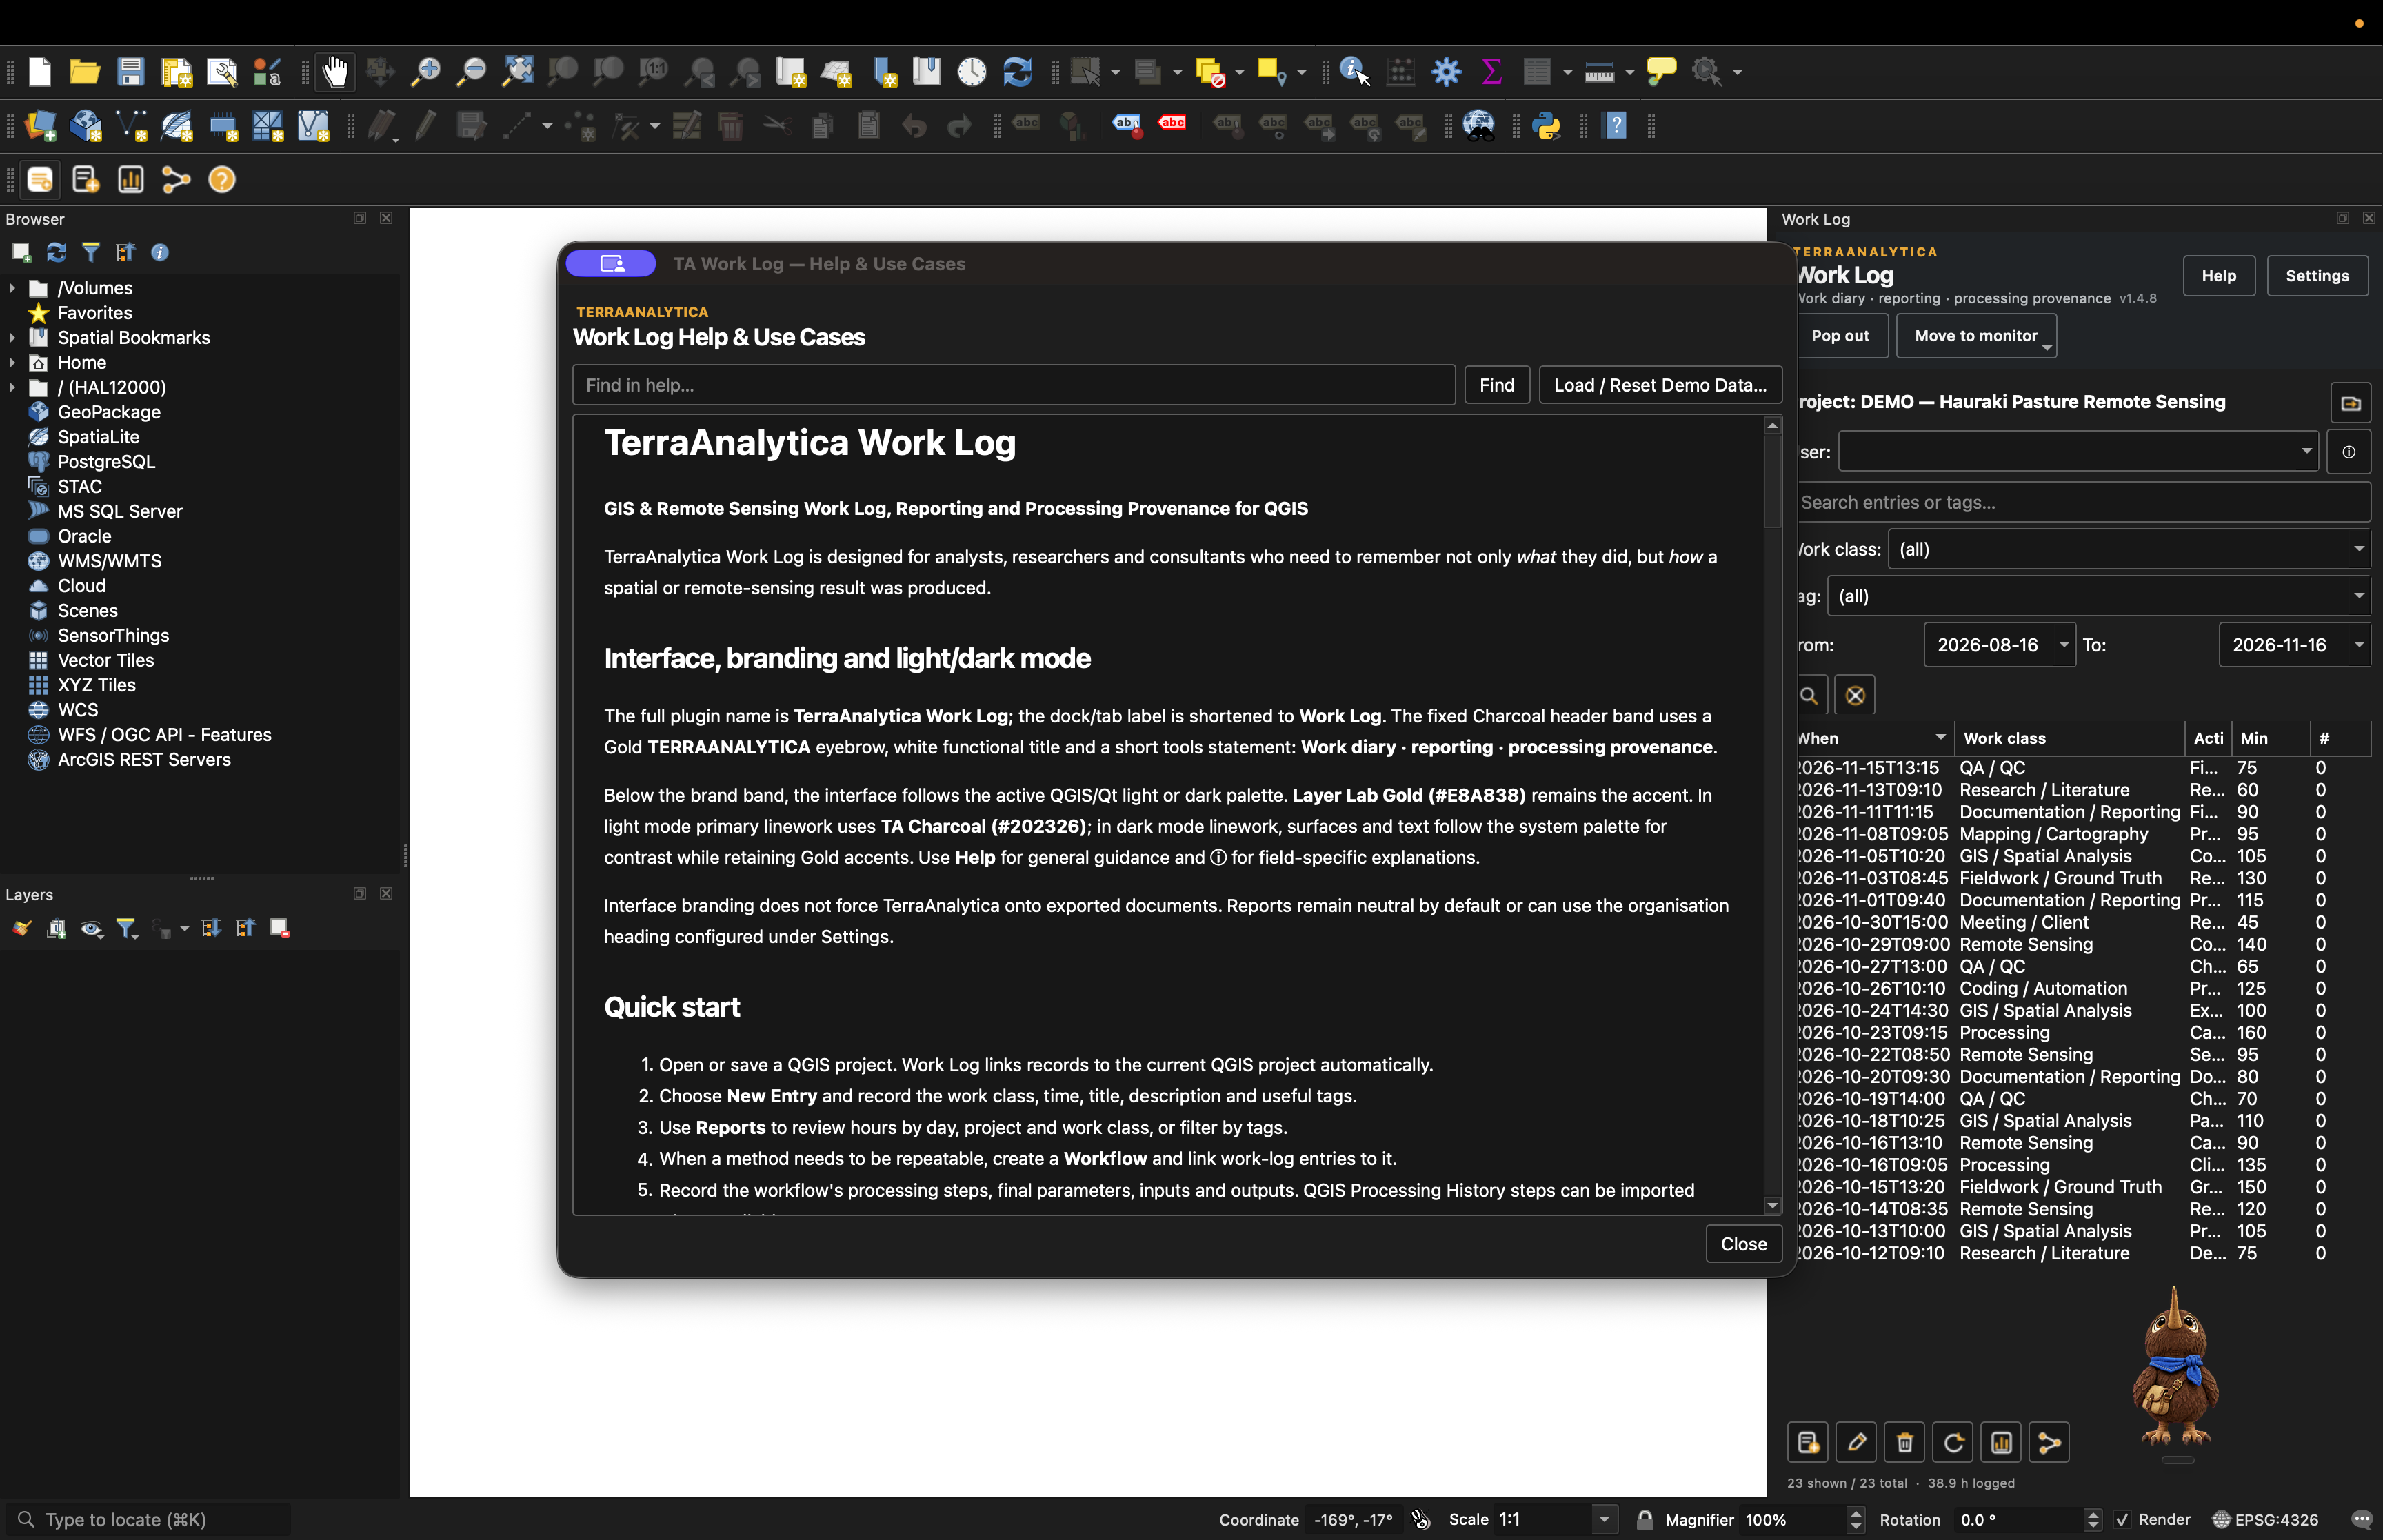 Browser
/Volumes
Favorites
Spatial Bookmarks
Home
/ (HAL12000)
GeoPackage
SpatiaLite
PostgreSQL
STAC
MS SQL Server
Oracle
WMS/WMTS
Cloud
Scenes
SensorThings
Vector Tiles
XYZ Tiles
WCS
WFS / OGC API - Features
ArcGIS REST Servers
Layers
TA Work Log — Help & Use Cases
TERRAANALYTICA
Work Log Help & Use Cases
Find in help...
Find
Load / Reset Demo Data...
TerraAnalytica Work Log
GIS & Remote Sensing Work Log, Reporting and Processing Provenance for QGIS
TerraAnalytica Work Log is designed for analysts, researchers and consultants who need to remember not only what they did, but how a
spatial or remote-sensing result was produced.
Interface, branding and light/dark mode
The full plugin name is TerraAnalytica Work Log; the dock/tab label is shortened to Work Log. The fixed Charcoal header band uses a
Gold TERRAANALYTICA eyebrow, white functional title and a short tools statement: Work diary · reporting · processing provenance.
Below the brand band, the interface follows the active QGIS/Qt light or dark palette. Layer Lab Gold (#E8A838) remains the accent. In
light mode primary linework uses TA Charcoal (#202326); in dark mode linework, surfaces and text follow the system palette for
contrast while retaining Gold accents. Use Help for general guidance and ⓘ for field-specific explanations.
Interface branding does not force TerraAnalytica onto exported documents. Reports remain neutral by default or can use the organisation
heading configured under Settings.
Quick start
1. Open or save a QGIS project. Work Log links records to the current QGIS project automatically.
2. Choose New Entry and record the work class, time, title, description and useful tags.
3. Use Reports to review hours by day, project and work class, or filter by tags.
4. When a method needs to be repeatable, create a Workflow and link work-log entries to it.
5. Record the workflow's processing steps, final parameters, inputs and outputs. QGIS Processing History steps can be imported
Close
Work Log
TERRAANALYTICA
Work Log
Work diary · reporting · processing provenance v1.4.8
Help
Settings
Pop out
Move to monitor
roject: DEMO — Hauraki Pasture Remote Sensing
ser:
Search entries or tags...
Work class: (all)
ag: (all)
rom: 2026-08-16 To: 2026-11-16
When Work class Acti Min #
2026-11-15T13:15 QA / QC Fi... 75 0
2026-11-13T09:10 Research / Literature Re... 60 0
2026-11-11T11:15 Documentation / Reporting Fi... 90 0
2026-11-08T09:05 Mapping / Cartography Pr... 95 0
2026-11-05T10:20 GIS / Spatial Analysis Co... 105 0
2026-11-03T08:45 Fieldwork / Ground Truth Re... 130 0
2026-11-01T09:40 Documentation / Reporting Pr... 115 0
2026-10-30T15:00 Meeting / Client Re... 45 0
2026-10-29T09:00 Remote Sensing Co... 140 0
2026-10-27T13:00 QA / QC Ch... 65 0
2026-10-26T10:10 Coding / Automation Pr... 125 0
2026-10-24T14:30 GIS / Spatial Analysis Ex... 100 0
2026-10-23T09:15 Processing Ca... 160 0
2026-10-22T08:50 Remote Sensing Se... 95 0
2026-10-20T09:30 Documentation / Reporting Do... 80 0
2026-10-19T14:00 QA / QC Ch... 70 0
2026-10-18T10:25 GIS / Spatial Analysis Pa... 110 0
2026-10-16T13:10 Remote Sensing Ca... 90 0
2026-10-16T09:05 Processing Cli... 135 0
2026-10-15T13:20 Fieldwork / Ground Truth Gr... 150 0
2026-10-14T08:35 Remote Sensing Re... 120 0
2026-10-13T10:00 GIS / Spatial Analysis Pr... 105 0
2026-10-12T09:10 Research / Literature De... 75 0
23 shown / 23 total · 38.9 h logged
Type to locate (⌘K)
Coordinate -169°, -17° Scale 1:1 Magnifier 100% Rotation 0.0 ° Render EPSG:4326